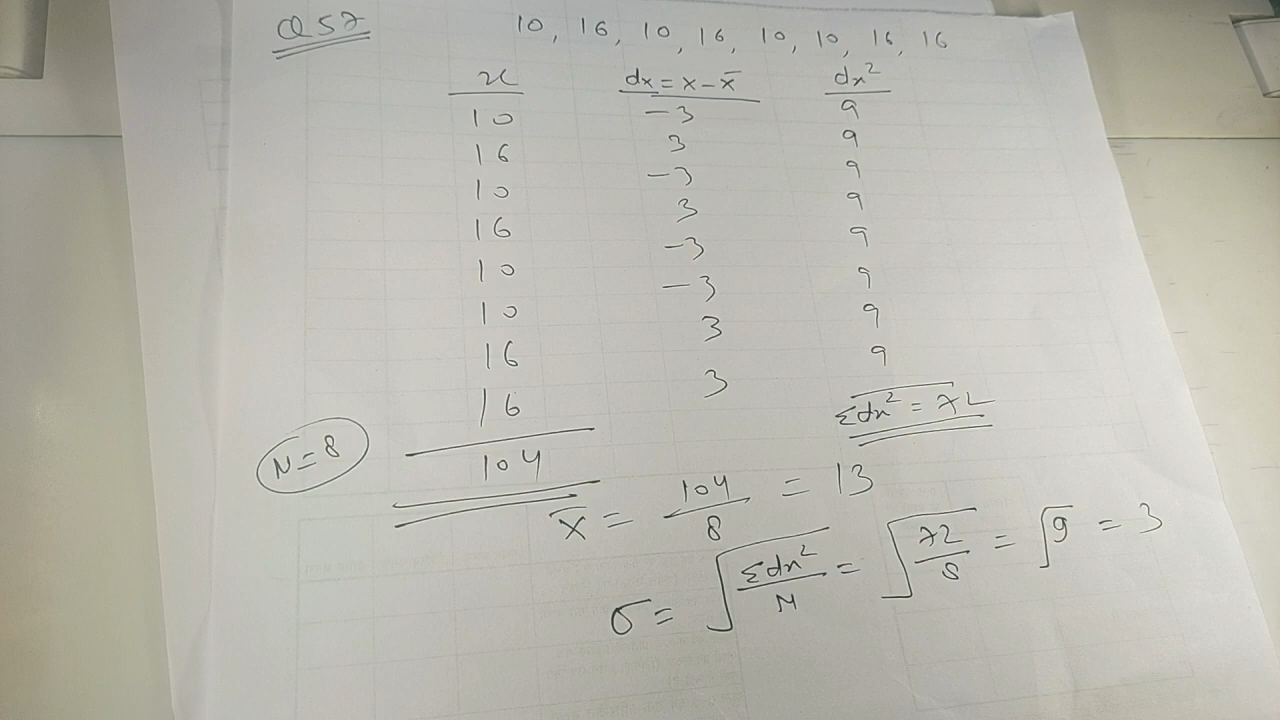 Q57
10, 16, 10, 16, 10, 10, 16, 16
x dx = x - x̄ dx²
10 -3 9
16 3 9
10 -3 9
16 3 9
10 -3 9
10 -3 9
16 3 9
16 3 9
Σdx² = 72
N=8
104
x̄ = 104/8 = 13
σ = √(Σdx²/N) = √(72/8) = √9 = 3